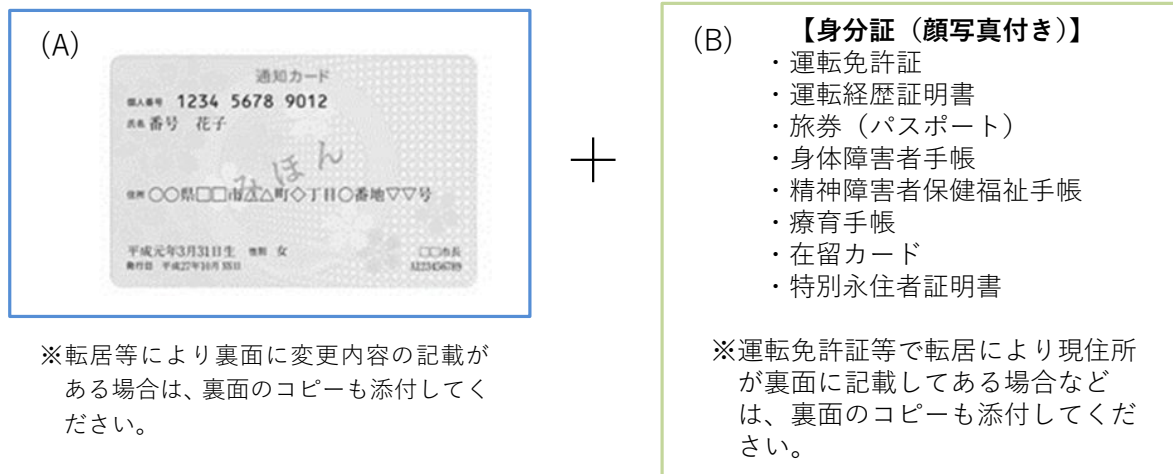 (A)
通知カード
個人番号 1234 5678 9012
氏名 番号 花子
みほん
住所 〇〇県□□市△△町◇丁目〇番地▽▽号
平成元年3月31日生 性別 女 □□市長
発行日 平成27年10月XX日
※転居等により裏面に変更内容の記載が
ある場合は、裏面のコピーも添付してく
ださい。
＋
(B) 【身分証（顔写真付き）】
・運転免許証
・運転経歴証明書
・旅券（パスポート）
・身体障害者手帳
・精神障害者保健福祉手帳
・療育手帳
・在留カード
・特別永住者証明書
※運転免許証等で転居により現住所
が裏面に記載してある場合など
は、裏面のコピーも添付してくだ
さい。